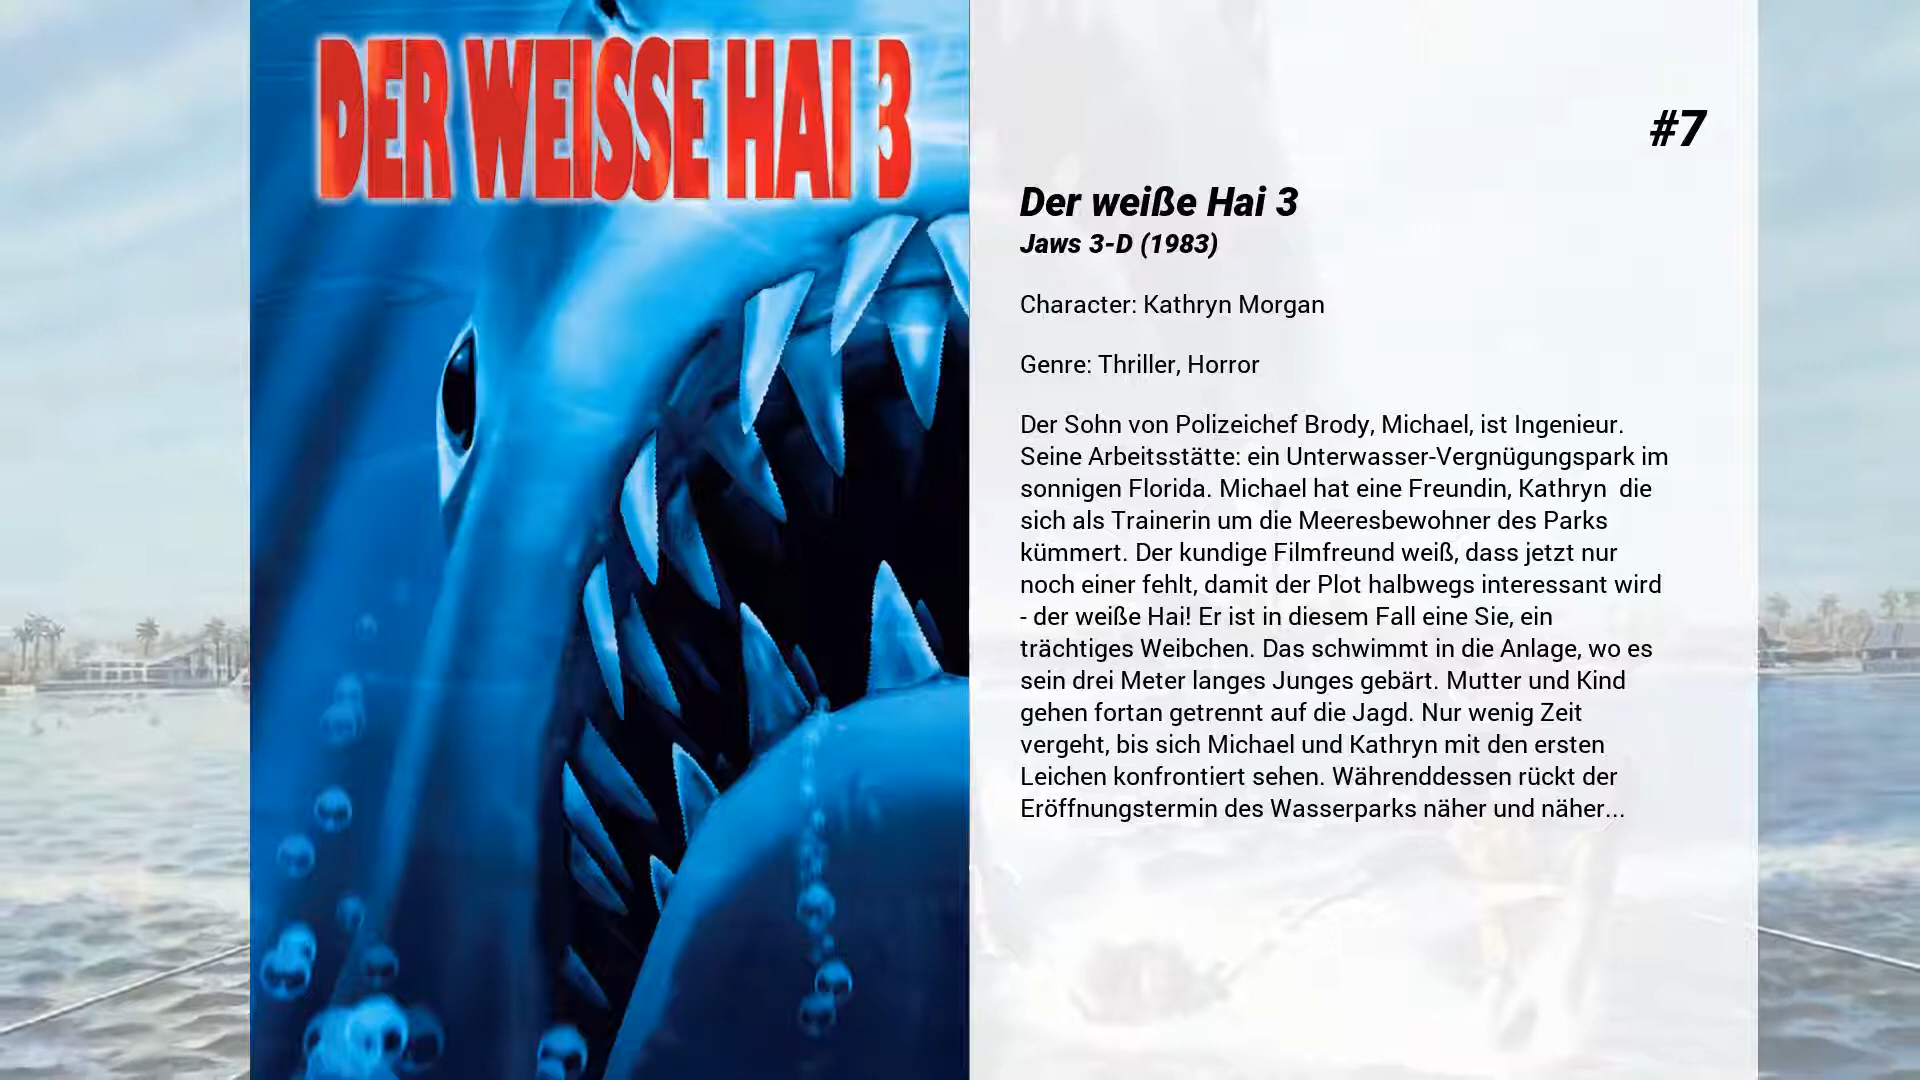 DER WEISSE HAI 3
#7
Der weiße Hai 3
Jaws 3-D (1983)
Character: Kathryn Morgan
Genre: Thriller, Horror
Der Sohn von Polizeichef Brody, Michael, ist Ingenieur.
Seine Arbeitsstätte: ein Unterwasser-Vergnügungspark im
sonnigen Florida. Michael hat eine Freundin, Kathryn  die
sich als Trainerin um die Meeresbewohner des Parks
kümmert. Der kundige Filmfreund weiß, dass jetzt nur
noch einer fehlt, damit der Plot halbwegs interessant wird
- der weiße Hai! Er ist in diesem Fall eine Sie, ein
trächtiges Weibchen. Das schwimmt in die Anlage, wo es
sein drei Meter langes Junges gebärt. Mutter und Kind
gehen fortan getrennt auf die Jagd. Nur wenig Zeit
vergeht, bis sich Michael und Kathryn mit den ersten
Leichen konfrontiert sehen. Währenddessen rückt der
Eröffnungstermin des Wasserparks näher und näher...